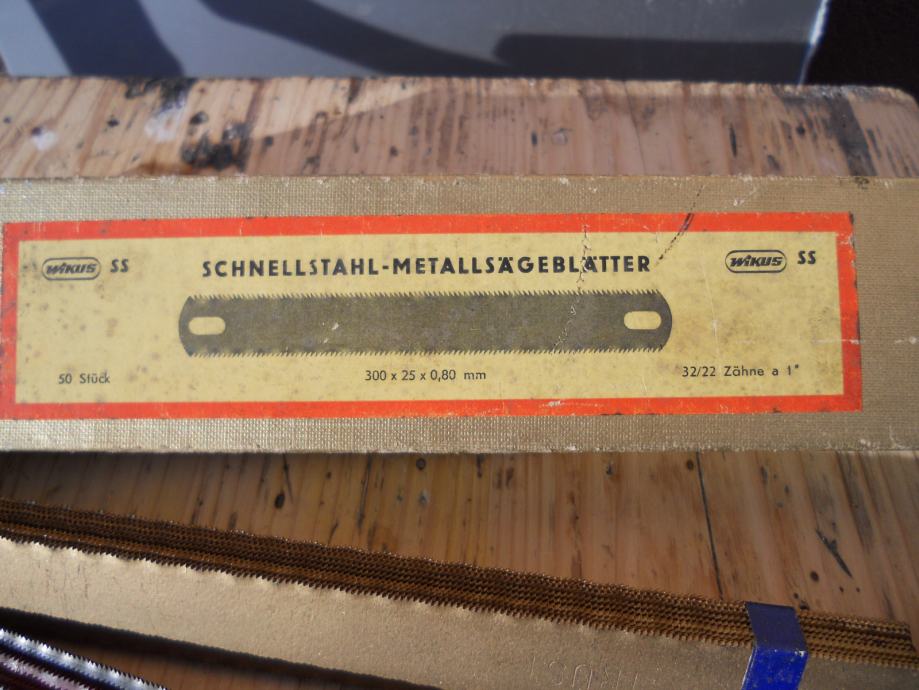 WIKUS SS
SCHNELLSTAHL-METALLSÄGEBLÄTTER
WIKUS SS
50 Stück
300 x 25 x 0,80 mm
32/22 Zähne a 1"